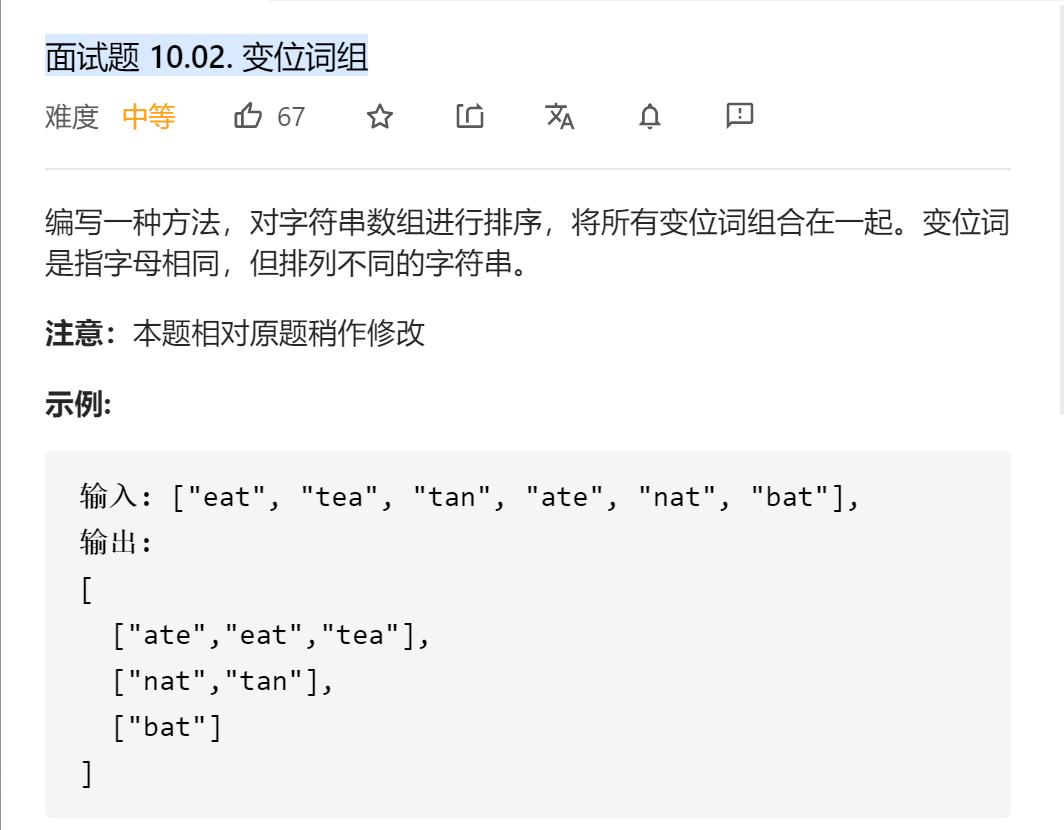 面试题 10.02. 变位词组
难度 中等 67
编写一种方法，对字符串数组进行排序，将所有变位词组合在一起。变位词
是指字母相同，但排列不同的字符串。
注意：本题相对原题稍作修改
示例:
输入: ["eat", "tea", "tan", "ate", "nat", "bat"],
输出:
[
["ate","eat","tea"],
["nat","tan"],
["bat"]
]